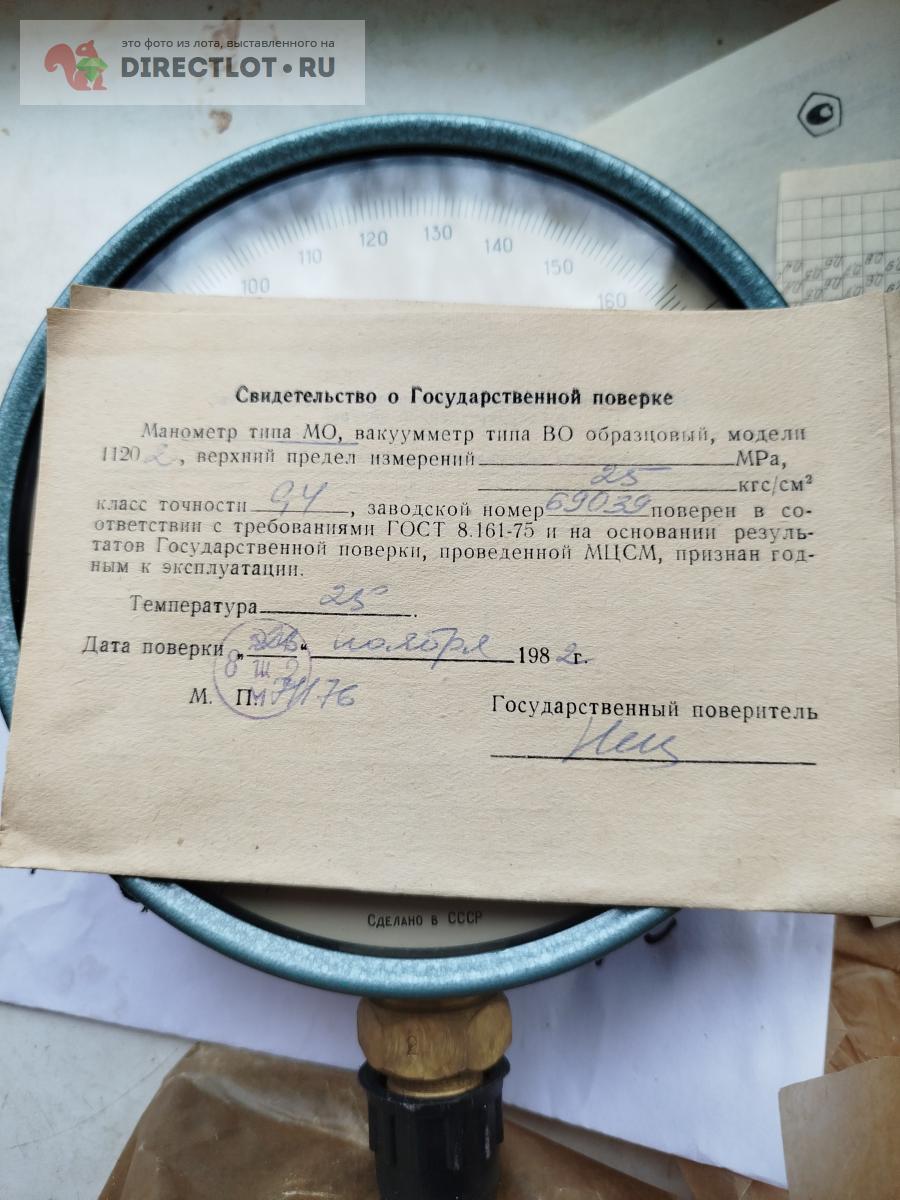 это фото из лота, выставленного на
DIRECTLOT.RU
100 110 120 130 140 150 160
Свидетельство о Государственной поверке
Манометр типа МО, вакуумметр типа ВО образцовый, модели
1120 2, верхний предел измерений МРа,
25 кгс/см²
класс точности 0,4, заводской номер 69039 поверен в со-
ответствии с требованиями ГОСТ 8.161-75 и на основании резуль-
татов Государственной поверки, проведенной МЦСМ, признан год-
ным к эксплуатации.
Температура 25°.
Дата поверки „ “ ноября 1982 г.
М. П.
Государственный поверитель
Сделано в СССР
2